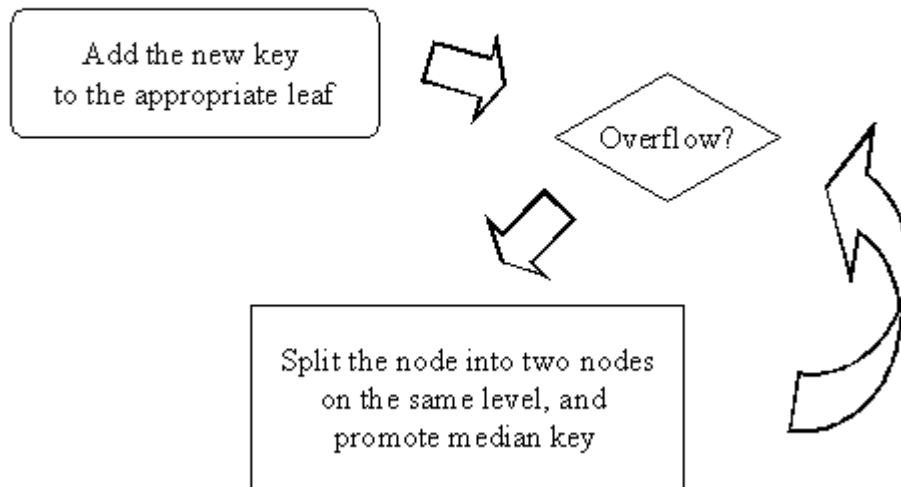 Add the new key
to the appropriate leaf
Overflow?
Split the node into two nodes
on the same level, and
promote median key